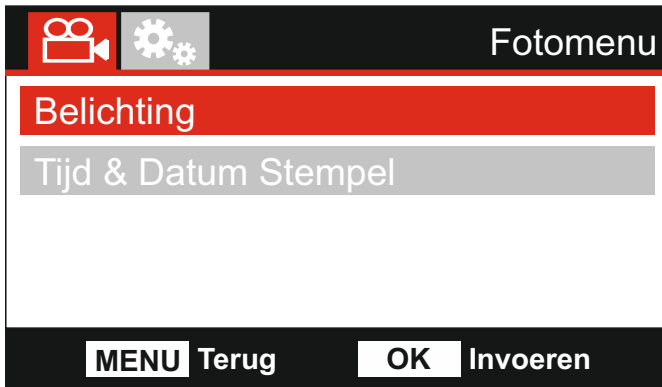 Fotomenu
Belichting
Tijd & Datum Stempel
MENU Terug OK Invoeren